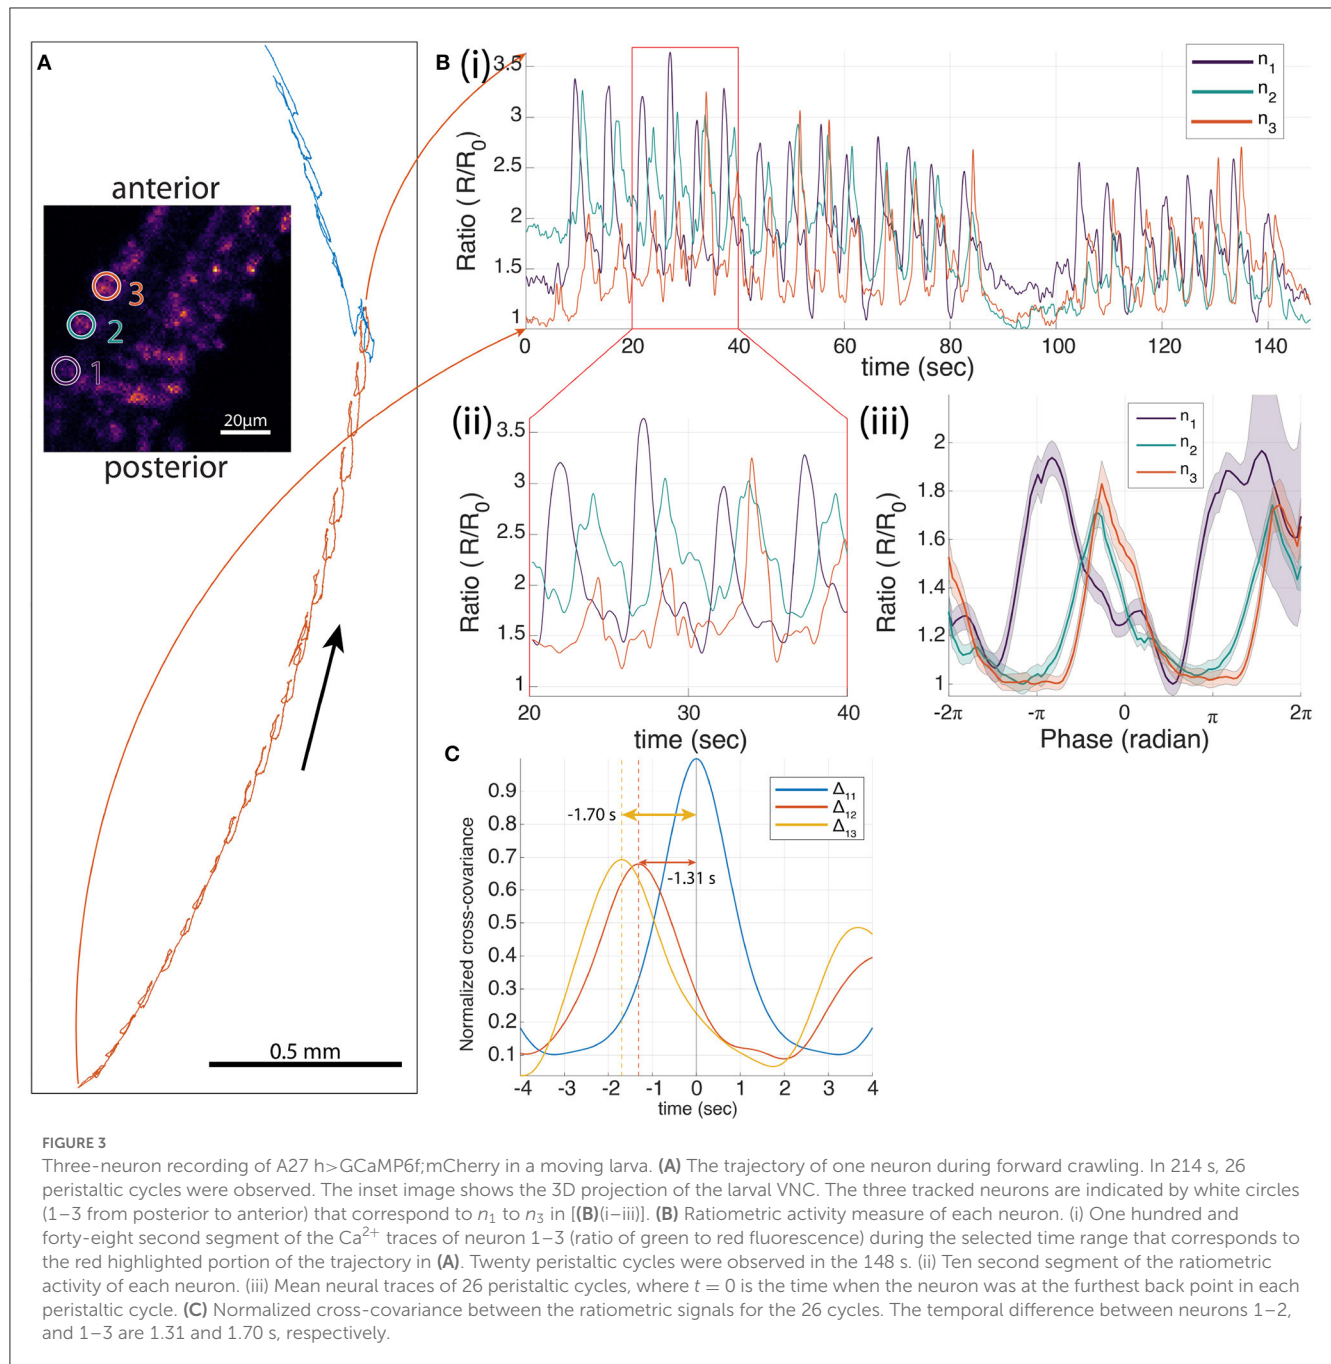 A
anterior
3
2
1
20µm
posterior
0.5 mm
B (i)
Ratio ( R/R0)
3.5
3
2.5
2
1.5
1
0 20 40 60 80 100 120 140
time (sec)
n1
n2
n3
(ii)
Ratio ( R/R0)
3.5
3
2.5
2
1.5
1
20 30 40
time (sec)
(iii)
Ratio ( R/R0)
2
1.8
1.6
1.4
1.2
1
-2π -π 0 π 2π
Phase (radian)
n1
n2
n3
C
Normalized cross-covariance
0.9
0.8
0.7
0.6
0.5
0.4
0.3
0.2
0.1
-4 -3 -2 -1 0 1 2 3 4
time (sec)
-1.70 s
-1.31 s
Δ11
Δ12
Δ13
FIGURE 3
Three-neuron recording of A27 h>GCaMP6f;mCherry in a moving larva. (A) The trajectory of one neuron during forward crawling. In 214 s, 26
peristaltic cycles were observed. The inset image shows the 3D projection of the larval VNC. The three tracked neurons are indicated by white circles
(1–3 from posterior to anterior) that correspond to n1 to n3 in [(B)(i–iii)]. (B) Ratiometric activity measure of each neuron. (i) One hundred and
forty-eight second segment of the Ca2+ traces of neuron 1–3 (ratio of green to red fluorescence) during the selected time range that corresponds to
the red highlighted portion of the trajectory in (A). Twenty peristaltic cycles were observed in the 148 s. (ii) Ten second segment of the ratiometric
activity of each neuron. (iii) Mean neural traces of 26 peristaltic cycles, where t = 0 is the time when the neuron was at the furthest back point in each
peristaltic cycle. (C) Normalized cross-covariance between the ratiometric signals for the 26 cycles. The temporal difference between neurons 1–2,
and 1–3 are 1.31 and 1.70 s, respectively.